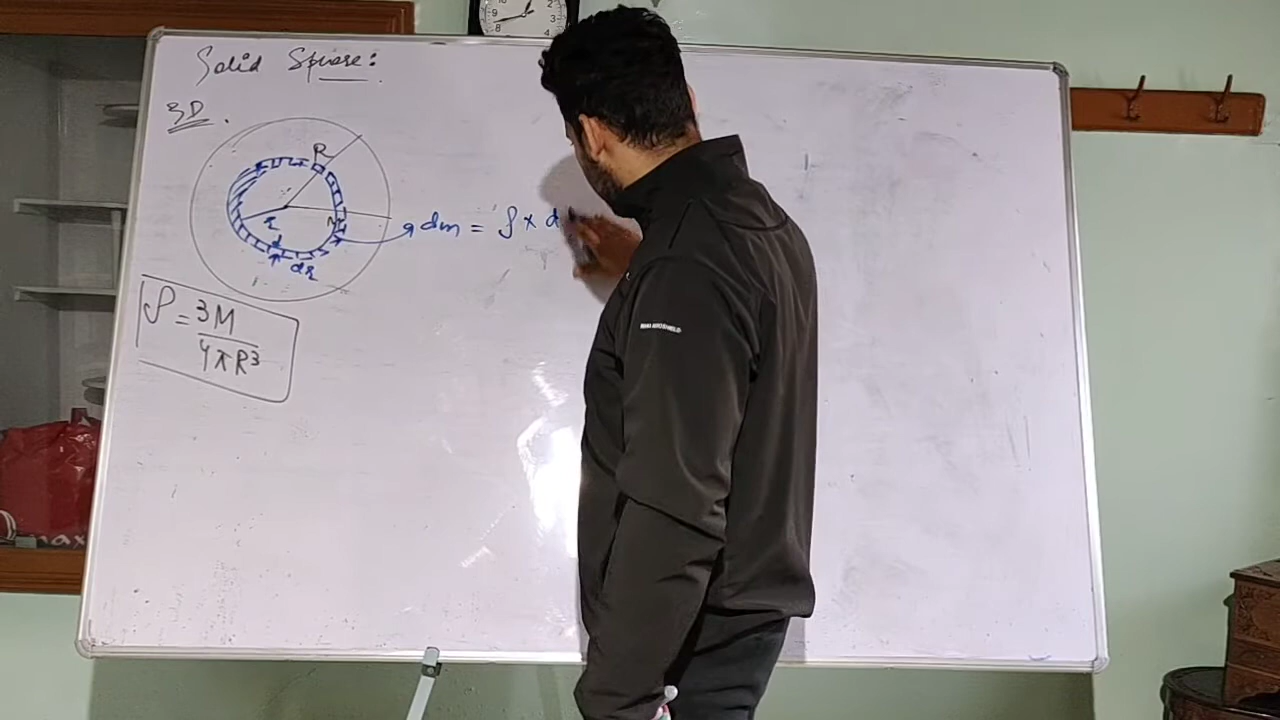 Solid Sphere:
3D.
R
r
M
dr
dm = ρ × d
ρ = 3M
4πR³